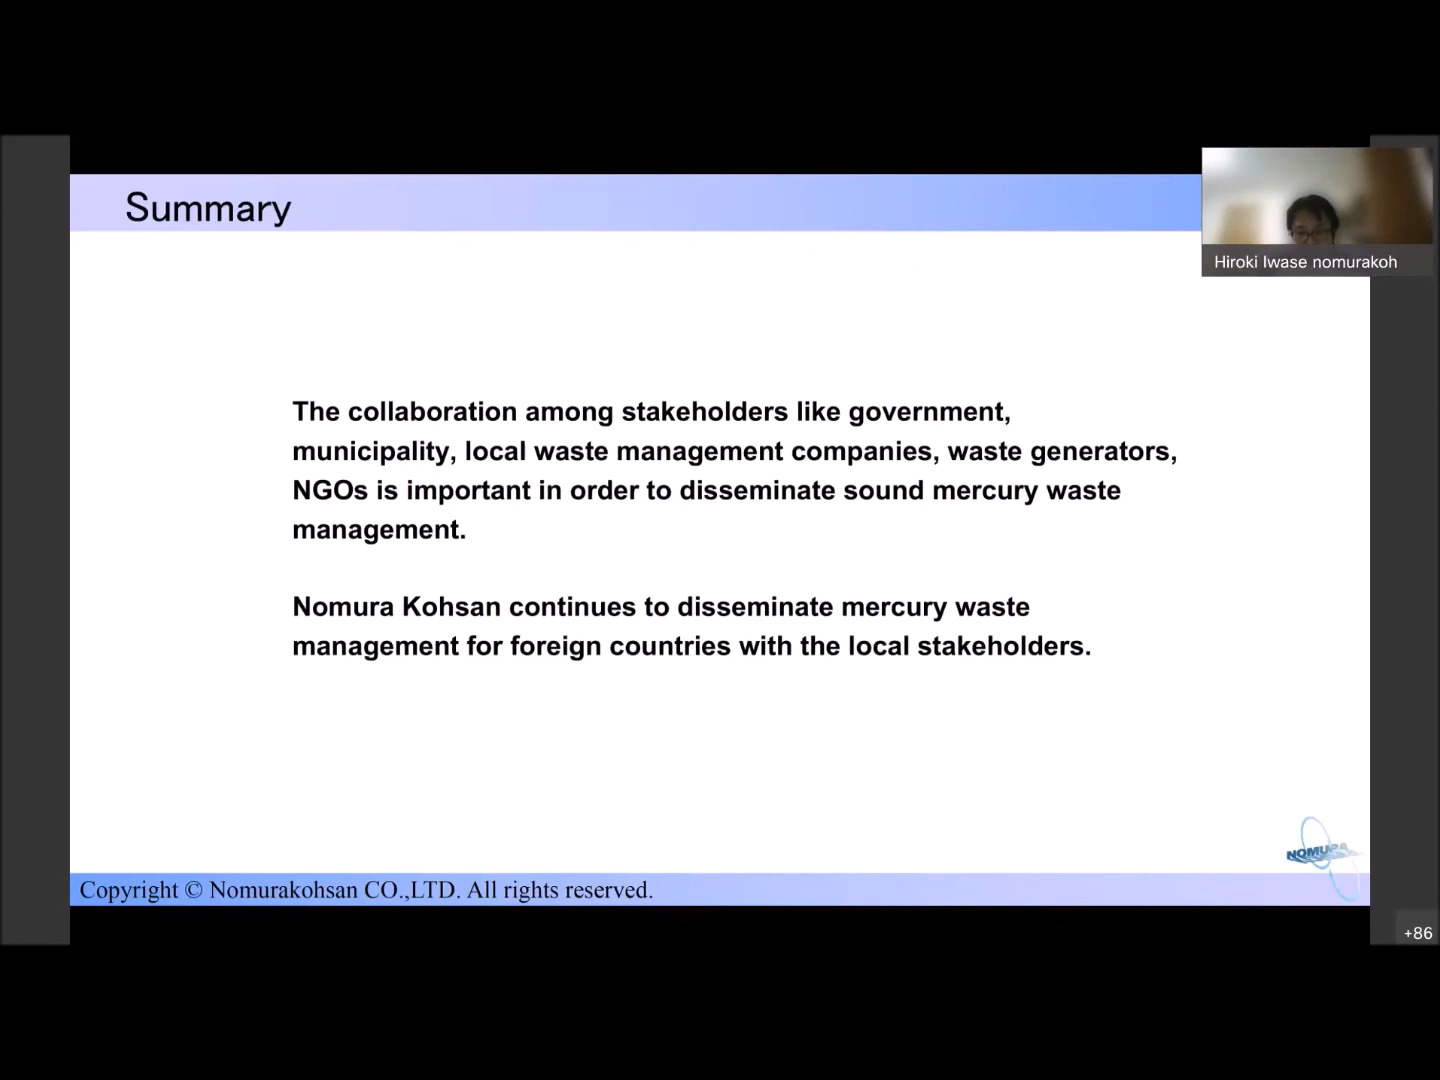 Summary
Hiroki Iwase nomurakoh
The collaboration among stakeholders like government,
municipality, local waste management companies, waste generators,
NGOs is important in order to disseminate sound mercury waste
management.
Nomura Kohsan continues to disseminate mercury waste
management for foreign countries with the local stakeholders.
NOMURA
Copyright © Nomurakohsan CO.,LTD. All rights reserved.
+86